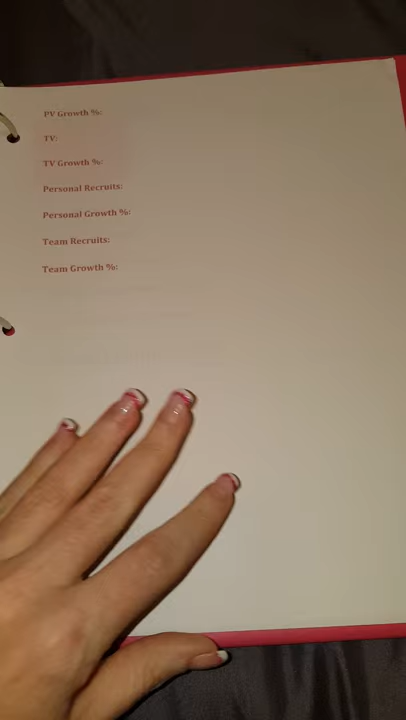 PV Growth %:
TV:
TV Growth %:
Personal Recruits:
Personal Growth %:
Team Recruits:
Team Growth %: